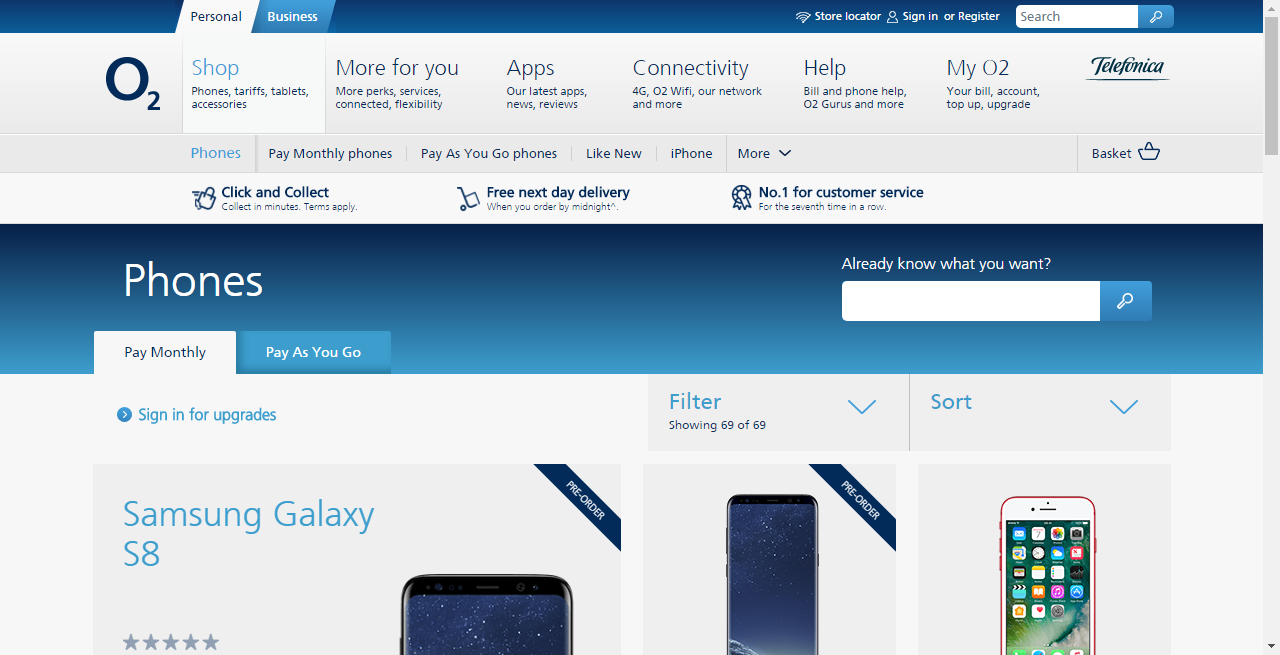 Personal
Business
Store locator
Sign in or Register
Search
O2
Shop
Phones, tariffs, tablets,
accessories
More for you
More perks, services,
connected, flexibility
Apps
Our latest apps,
news, reviews
Connectivity
4G, O2 Wifi, our network
and more
Help
Bill and phone help,
O2 Gurus and more
My O2
Your bill, account,
top up, upgrade
Telefónica
Phones
Pay Monthly phones
Pay As You Go phones
Like New
iPhone
More
Basket
Click and Collect
Collect in minutes. Terms apply.
Free next day delivery
When you order by midnight^.
No.1 for customer service
For the seventh time in a row.
Phones
Already know what you want?
Pay Monthly
Pay As You Go
Sign in for upgrades
Filter
Showing 69 of 69
Sort
Samsung Galaxy
S8
PRE-ORDER
PRE-ORDER